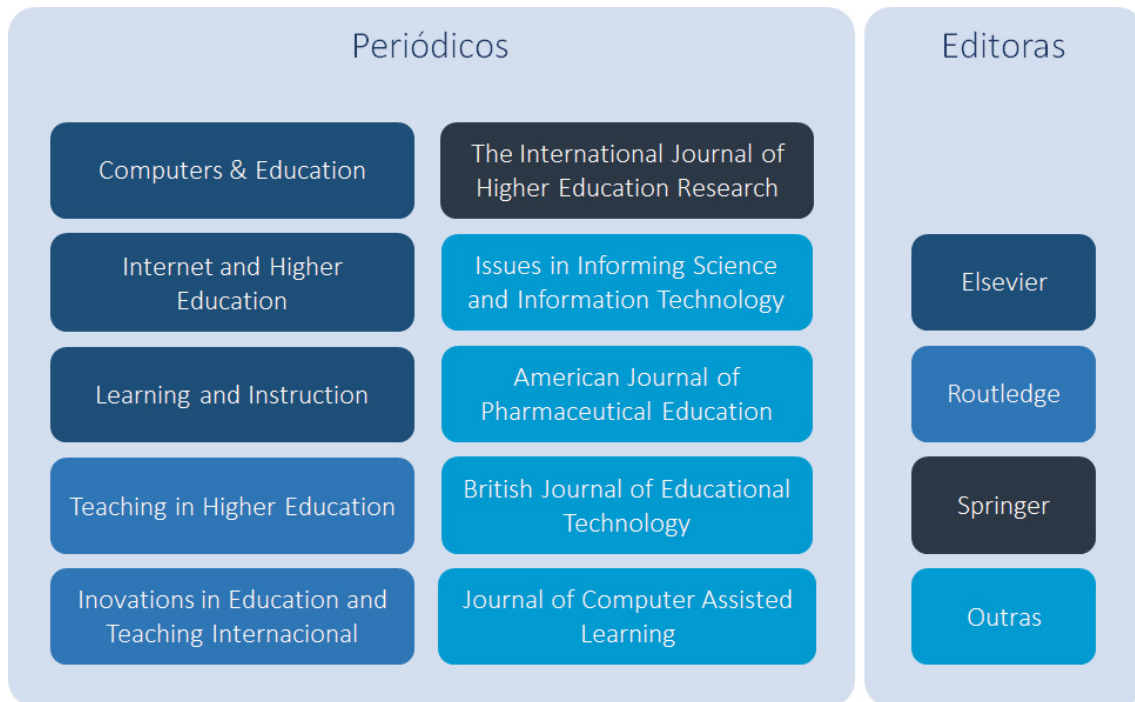 Periódicos
Computers & Education
Internet and Higher
Education
Learning and Instruction
Teaching in Higher Education
Inovations in Education and
Teaching Internacional
The International Journal of
Higher Education Research
Issues in Informing Science
and Information Technology
American Journal of
Pharmaceutical Education
British Journal of Educational
Technology
Journal of Computer Assisted
Learning
Editoras
Elsevier
Routledge
Springer
Outras